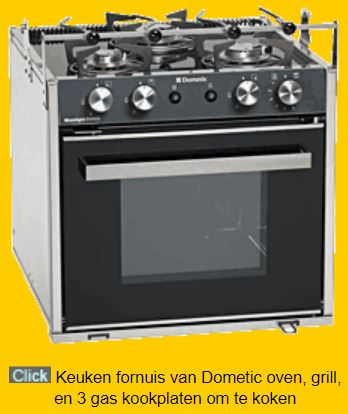 Dometic
Click Keuken fornuis van Dometic oven, grill,
en 3 gas kookplaten om te koken